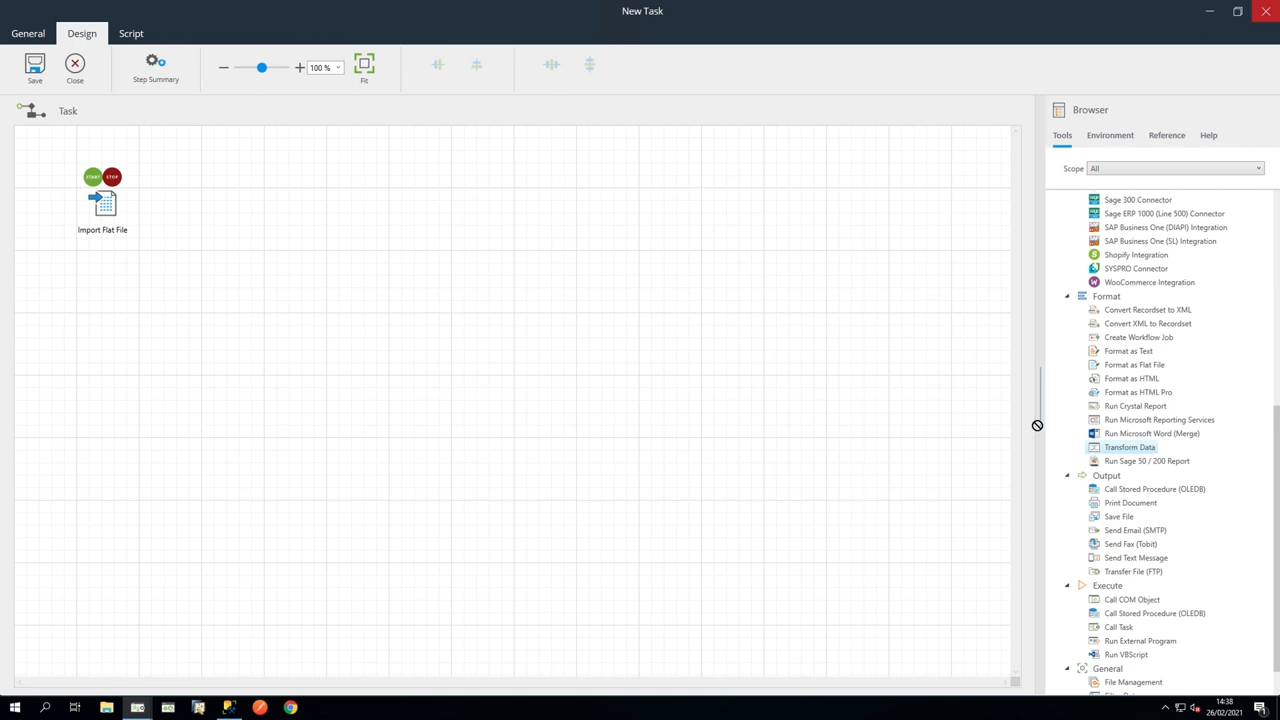 New Task
General
Design
Script
Save
Close
Step Summary
100 %
Fit
Task
START
STOP
Import Flat File
Browser
Tools
Environment
Reference
Help
Scope
All
Sage 300 Connector
Sage ERP 1000 (Line 500) Connector
SAP Business One (DIAPI) Integration
SAP Business One (SL) Integration
Shopify Integration
SYSPRO Connector
WooCommerce Integration
Format
Convert Recordset to XML
Convert XML to Recordset
Create Workflow Job
Format as Text
Format as Flat File
Format as HTML
Format as HTML Pro
Run Crystal Report
Run Microsoft Reporting Services
Run Microsoft Word (Merge)
Transform Data
Run Sage 50 / 200 Report
Output
Call Stored Procedure (OLEDB)
Print Document
Save File
Send Email (SMTP)
Send Fax (Tobit)
Send Text Message
Transfer File (FTP)
Execute
Call COM Object
Call Stored Procedure (OLEDB)
Call Task
Run External Program
Run VBScript
General
File Management
14:38
26/02/2021